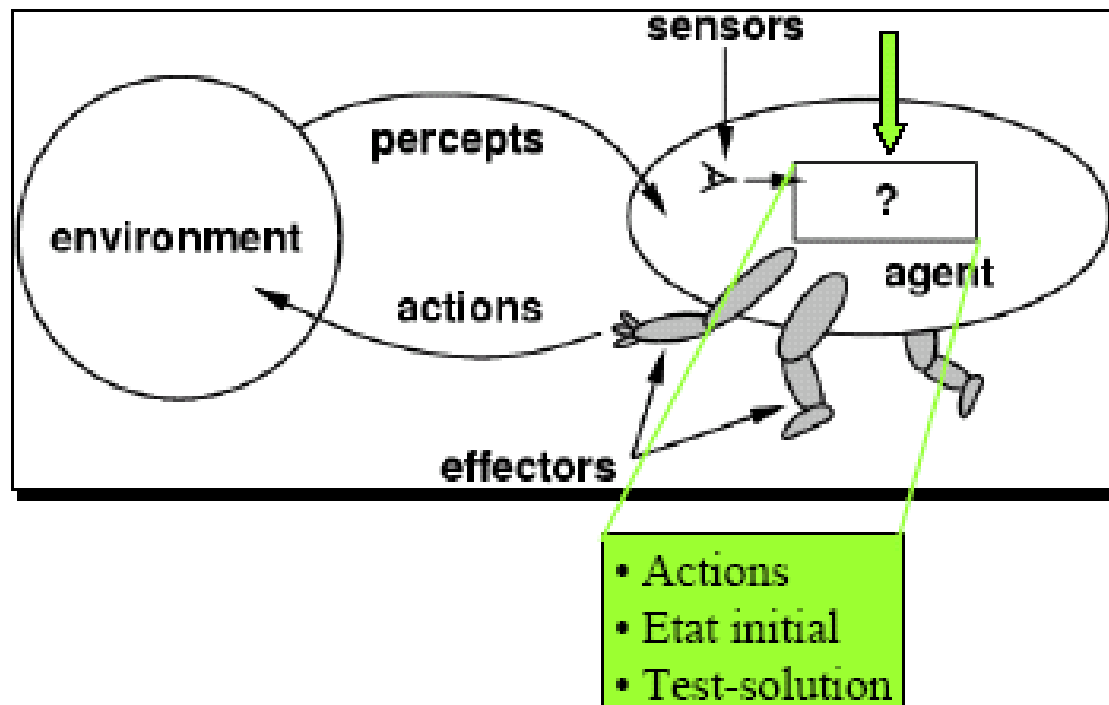 sensors
percepts
?
environment
agent
actions
effectors
• Actions
• Etat initial
• Test-solution